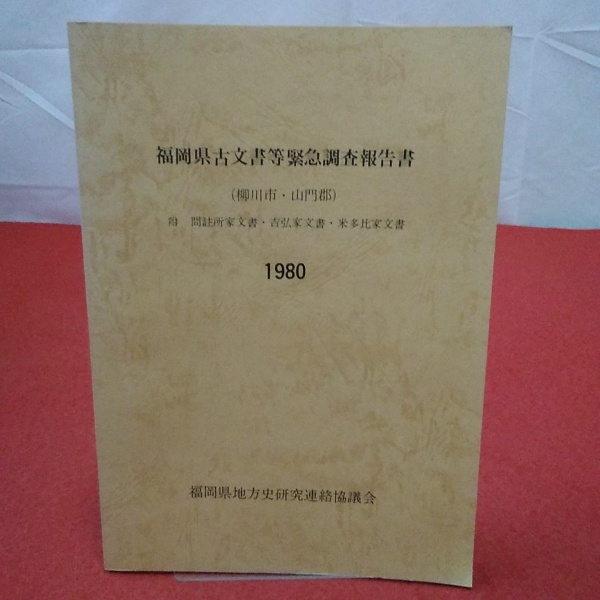 福岡県古文書等緊急調査報告書
(柳川市・山門郡)
附 問註所家文書・吉弘家文書・米多比家文書
1980
福岡県地方史研究連絡協議会